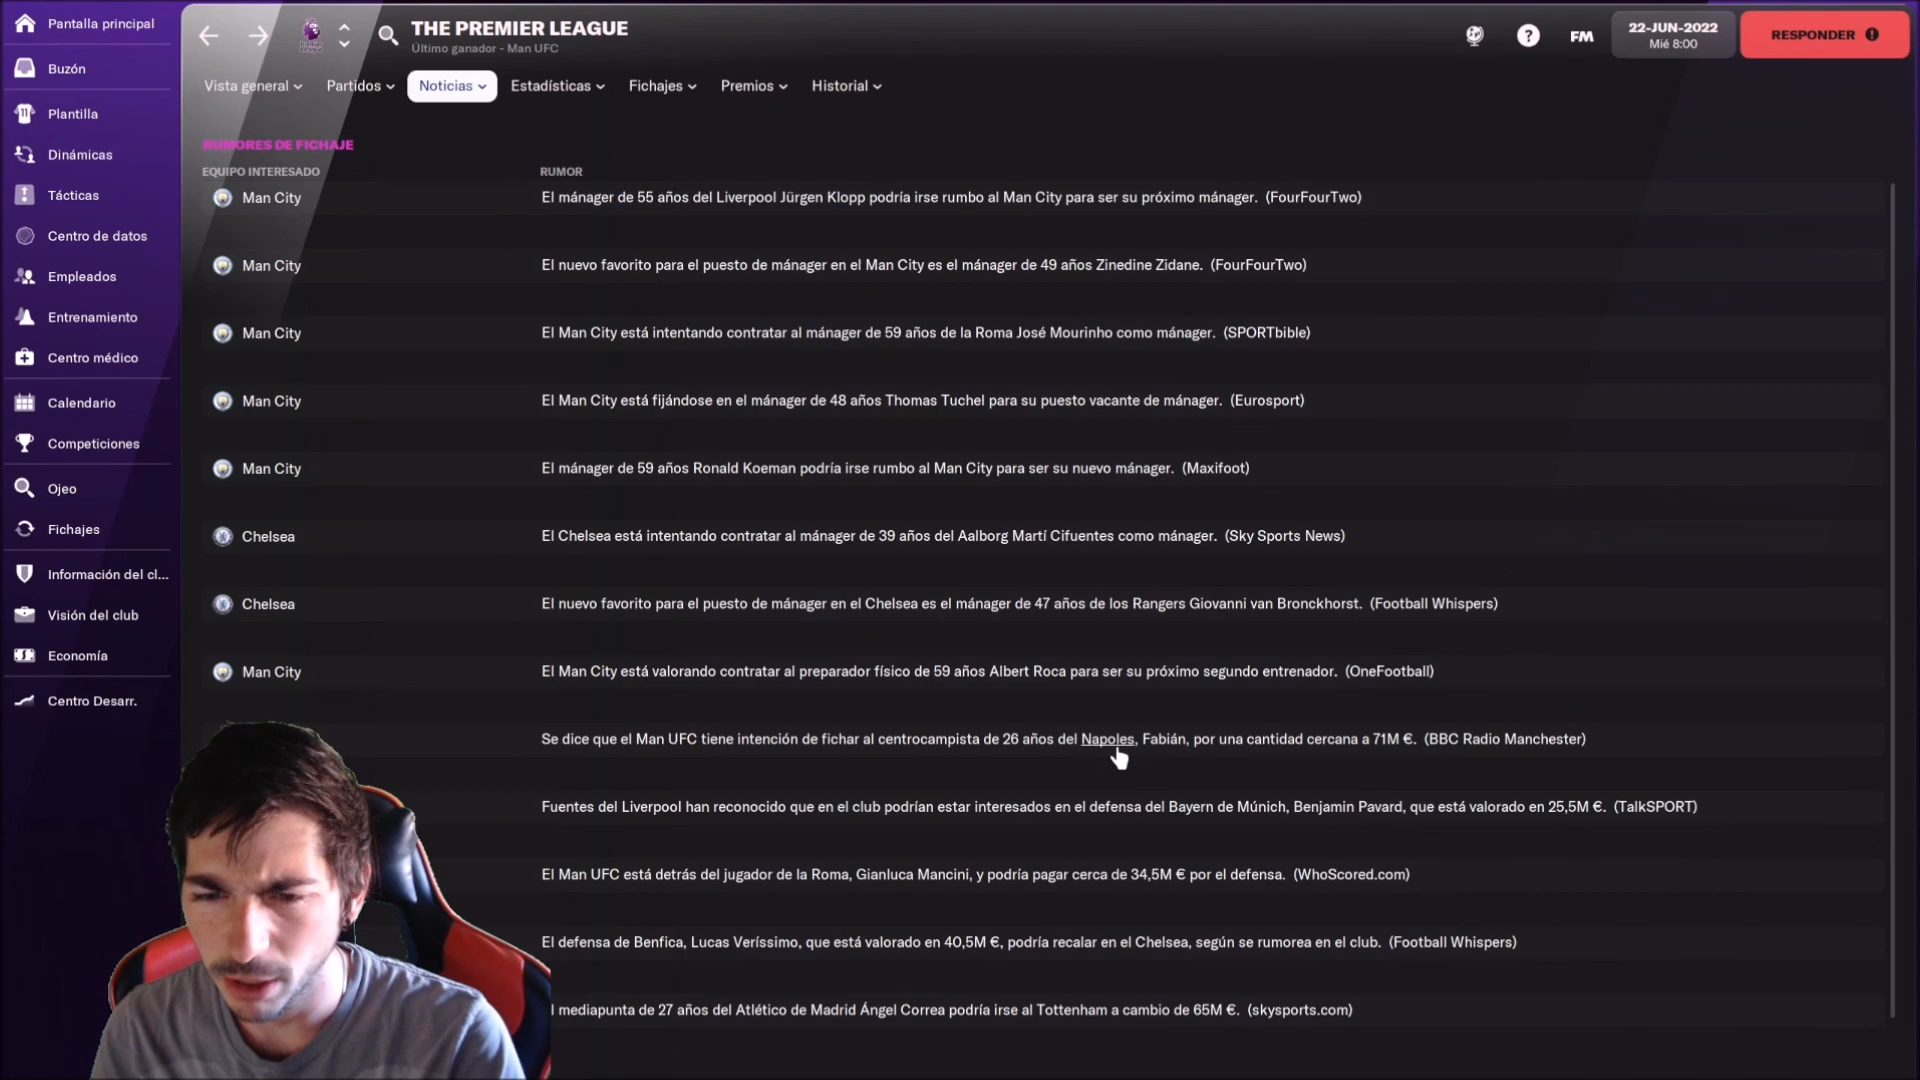 Pantalla principal
Buzón
Plantilla
Dinámicas
Tácticas
Centro de datos
Empleados
Entrenamiento
Centro médico
Calendario
Competiciones
Ojeo
Fichajes
Información del cl...
Visión del club
Economía
Centro Desarr.
THE PREMIER LEAGUE
Último ganador - Man UFC
FM
22-JUN-2022
Mié 8:00
RESPONDER
Vista general Partidos Noticias Estadísticas Fichajes Premios Historial
RUMORES DE FICHAJE
EQUIPO INTERESADO RUMOR
Man City El mánager de 55 años del Liverpool Jürgen Klopp podría irse rumbo al Man City para ser su próximo mánager. (FourFourTwo)
Man City El nuevo favorito para el puesto de mánager en el Man City es el mánager de 49 años Zinedine Zidane. (FourFourTwo)
Man City El Man City está intentando contratar al mánager de 59 años de la Roma José Mourinho como mánager. (SPORTbible)
Man City El Man City está fijándose en el mánager de 48 años Thomas Tuchel para su puesto vacante de mánager. (Eurosport)
Man City El mánager de 59 años Ronald Koeman podría irse rumbo al Man City para ser su nuevo mánager. (Maxifoot)
Chelsea El Chelsea está intentando contratar al mánager de 39 años del Aalborg Martí Cifuentes como mánager. (Sky Sports News)
Chelsea El nuevo favorito para el puesto de mánager en el Chelsea es el mánager de 47 años de los Rangers Giovanni van Bronckhorst. (Football Whispers)
Man City El Man City está valorando contratar al preparador físico de 59 años Albert Roca para ser su próximo segundo entrenador. (OneFootball)
Se dice que el Man UFC tiene intención de fichar al centrocampista de 26 años del Napoles, Fabián, por una cantidad cercana a 71M €. (BBC Radio Manchester)
Fuentes del Liverpool han reconocido que en el club podrían estar interesados en el defensa del Bayern de Múnich, Benjamin Pavard, que está valorado en 25,5M €. (TalkSPORT)
El Man UFC está detrás del jugador de la Roma, Gianluca Mancini, y podría pagar cerca de 34,5M € por el defensa. (WhoScored.com)
El defensa de Benfica, Lucas Veríssimo, que está valorado en 40,5M €, podría recalar en el Chelsea, según se rumorea en el club. (Football Whispers)
l mediapunta de 27 años del Atlético de Madrid Ángel Correa podría irse al Tottenham a cambio de 65M €. (skysports.com)